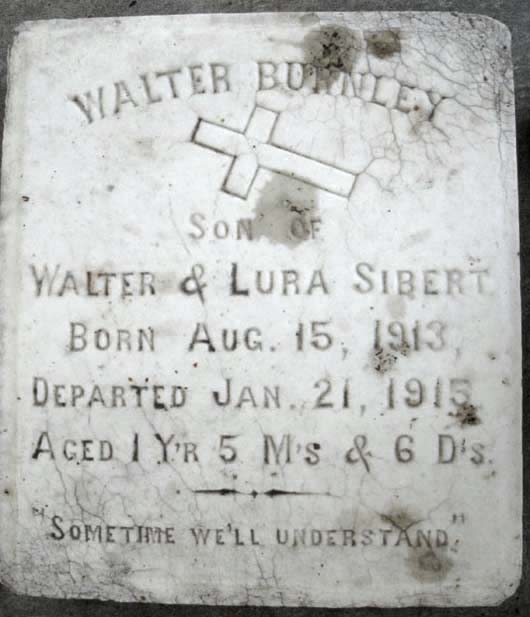 WALTER BURNLEY
SON OF
WALTER & LURA SIBERT
BORN AUG. 15, 1913,
DEPARTED JAN. 21, 1915
AGED 1 Y'R 5 M'S & 6 D'S.
"SOMETIME WE'LL UNDERSTAND."